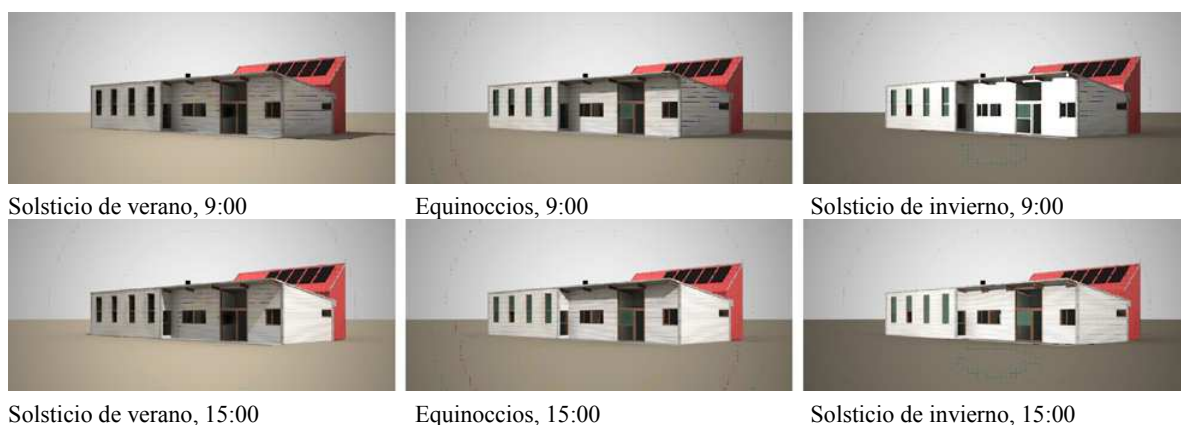 Solsticio de verano, 9:00
Equinoccios, 9:00
Solsticio de invierno, 9:00
Solsticio de verano, 15:00
Equinoccios, 15:00
Solsticio de invierno, 15:00